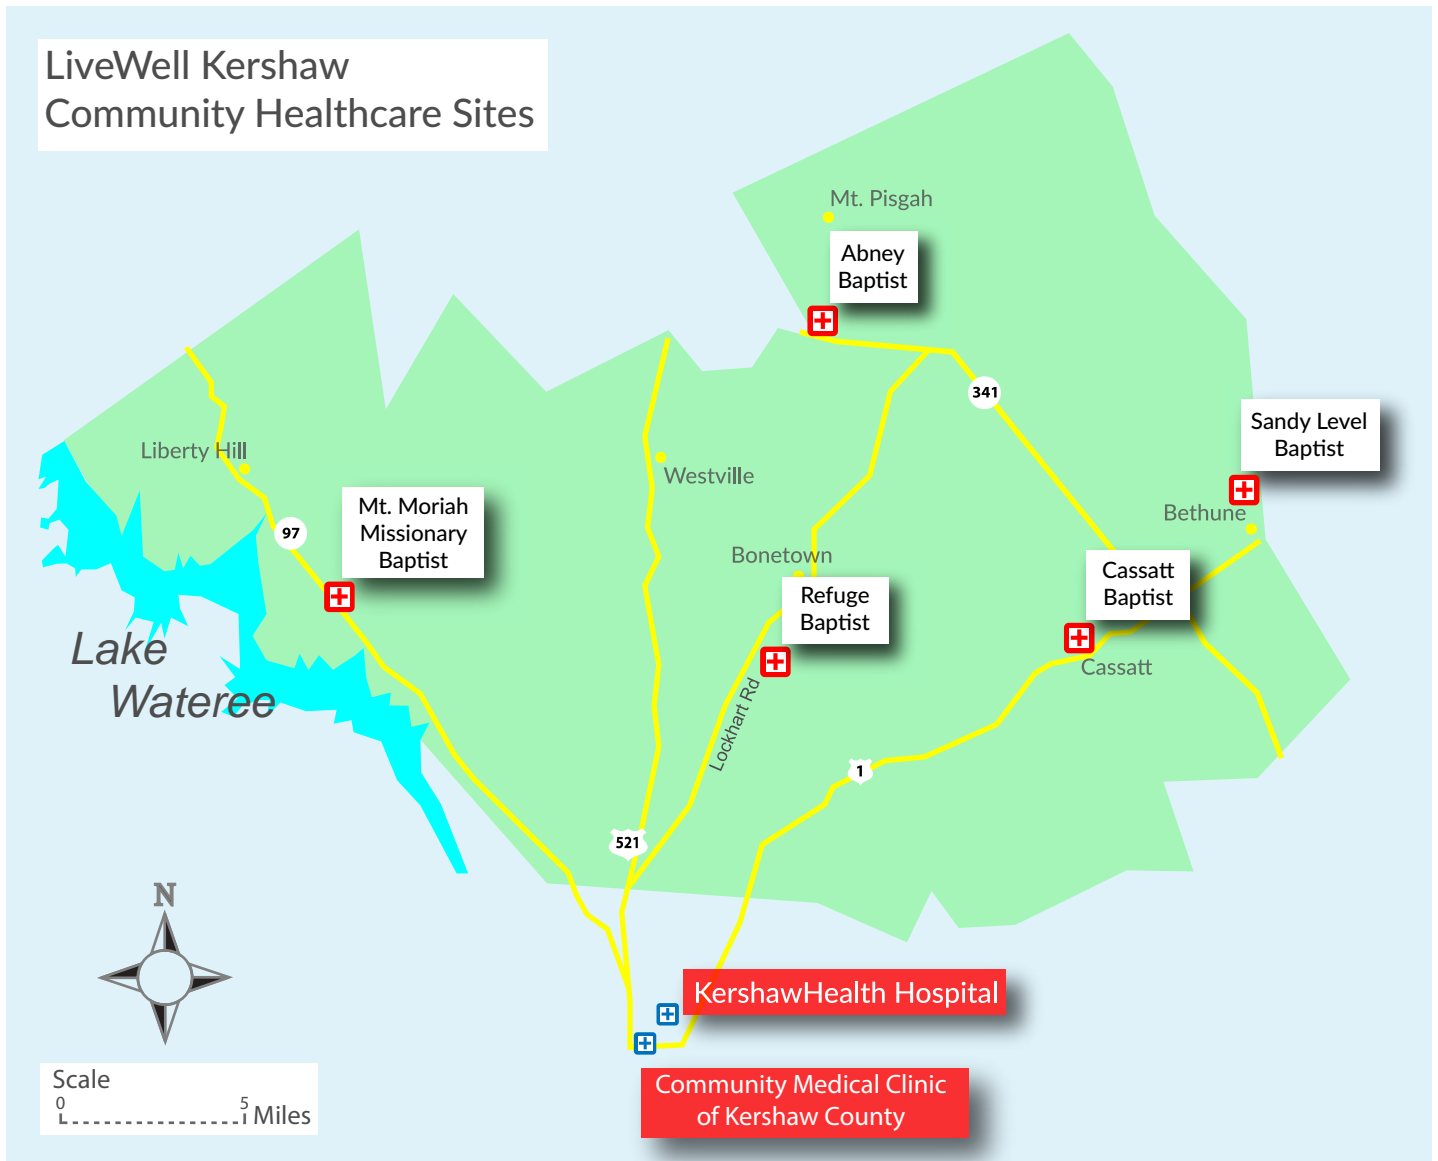 LiveWell Kershaw
Community Healthcare Sites
Mt. Pisgah
Abney
Baptist
341
Sandy Level
Baptist
Liberty Hill
Westville
Mt. Moriah
Missionary
Baptist
97
Bethune
Bonetown
Cassatt
Baptist
Refuge
Baptist
Lake
Wateree
Cassatt
Lockhart Rd
1
521
N
KershawHealth Hospital
Community Medical Clinic
of Kershaw County
Scale
0 5 Miles